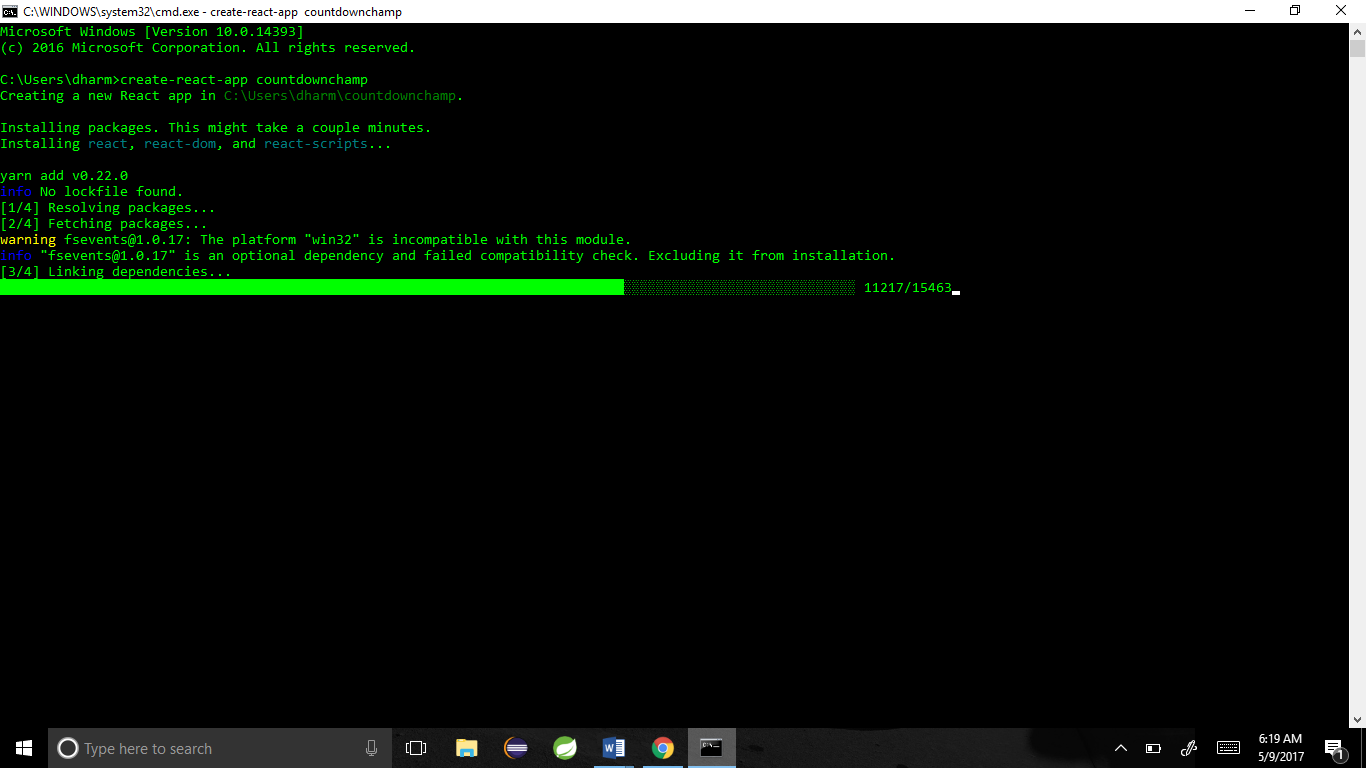 C:\WINDOWS\system32\cmd.exe - create-react-app  countdownchamp
Microsoft Windows [Version 10.0.14393]
(c) 2016 Microsoft Corporation. All rights reserved.
C:\Users\dharm>create-react-app countdownchamp
Creating a new React app in C:\Users\dharm\countdownchamp.
Installing packages. This might take a couple minutes.
Installing react, react-dom, and react-scripts...
yarn add v0.22.0
info No lockfile found.
[1/4] Resolving packages...
[2/4] Fetching packages...
warning fsevents@1.0.17: The platform "win32" is incompatible with this module.
info "fsevents@1.0.17" is an optional dependency and failed compatibility check. Excluding it from installation.
[3/4] Linking dependencies...
11217/15463
Type here to search
6:19 AM
5/9/2017
1